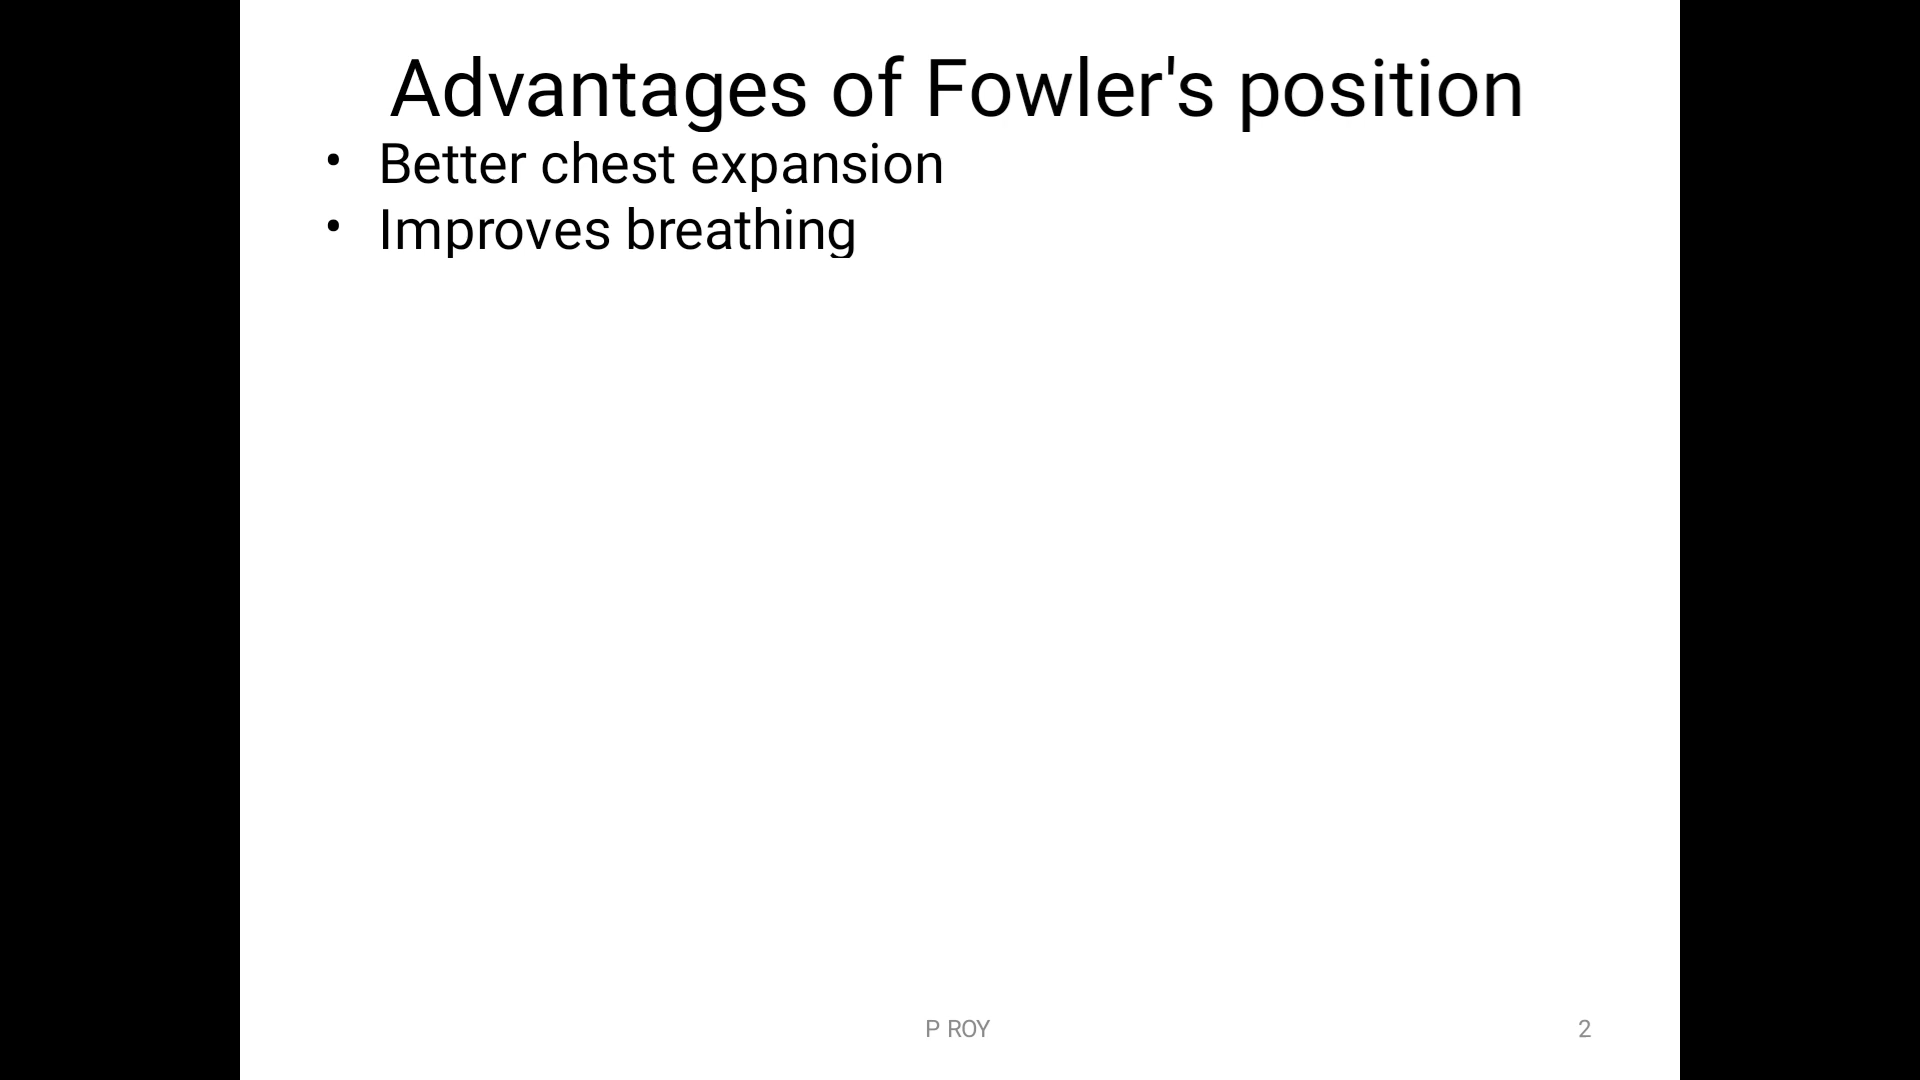 Advantages of Fowler's position
• Better chest expansion
• Improves breathing
P ROY
2